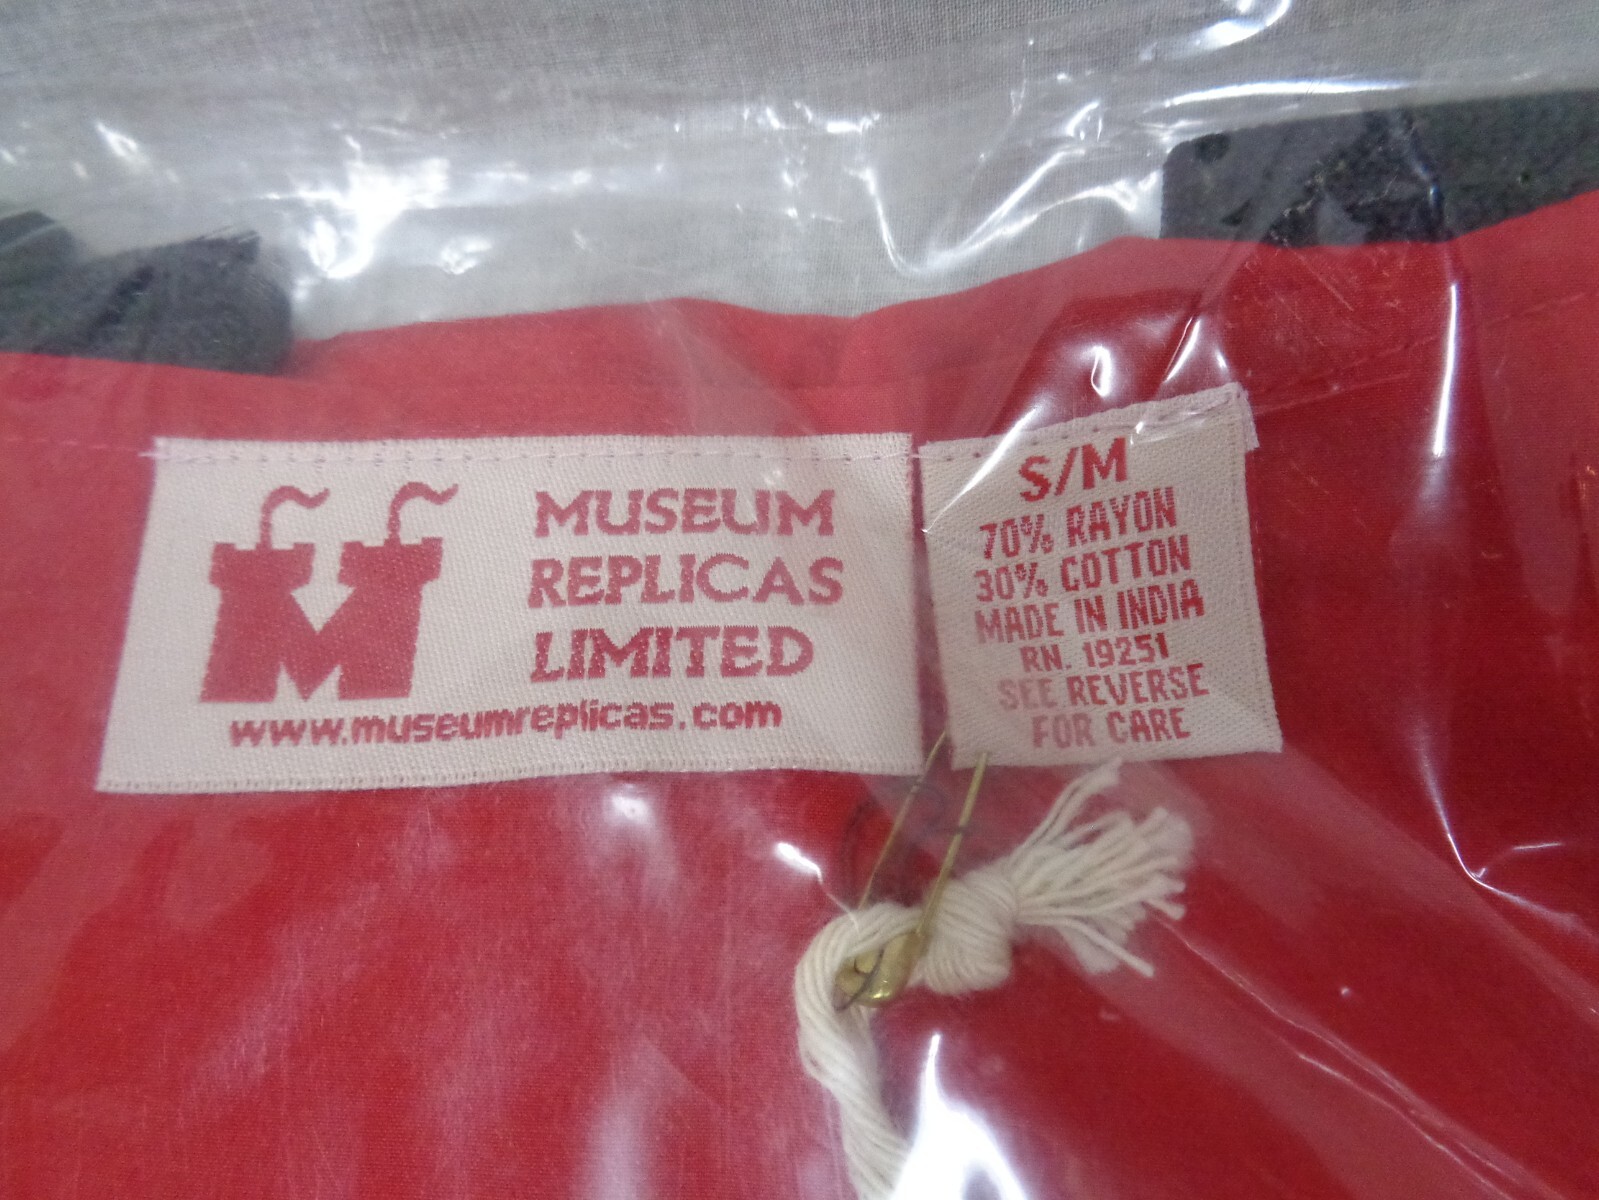 MUSEUM
REPLICAS
LIMITED
www.museumreplicas.com
S/M
70% RAYON
30% COTTON
MADE IN INDIA
RN. 19251
SEE REVERSE
FOR CARE